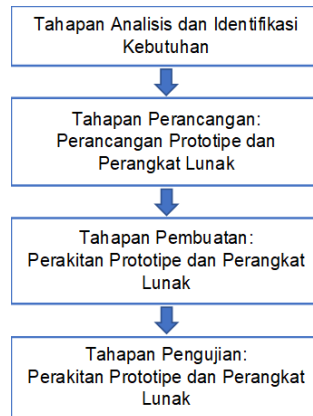 Tahapan Analisis dan Identifikasi
Kebutuhan
Tahapan Perancangan:
Perancangan Prototipe dan
Perangkat Lunak
Tahapan Pembuatan:
Perakitan Prototipe dan Perangkat
Lunak
Tahapan Pengujian:
Perakitan Prototipe dan Perangkat
Lunak